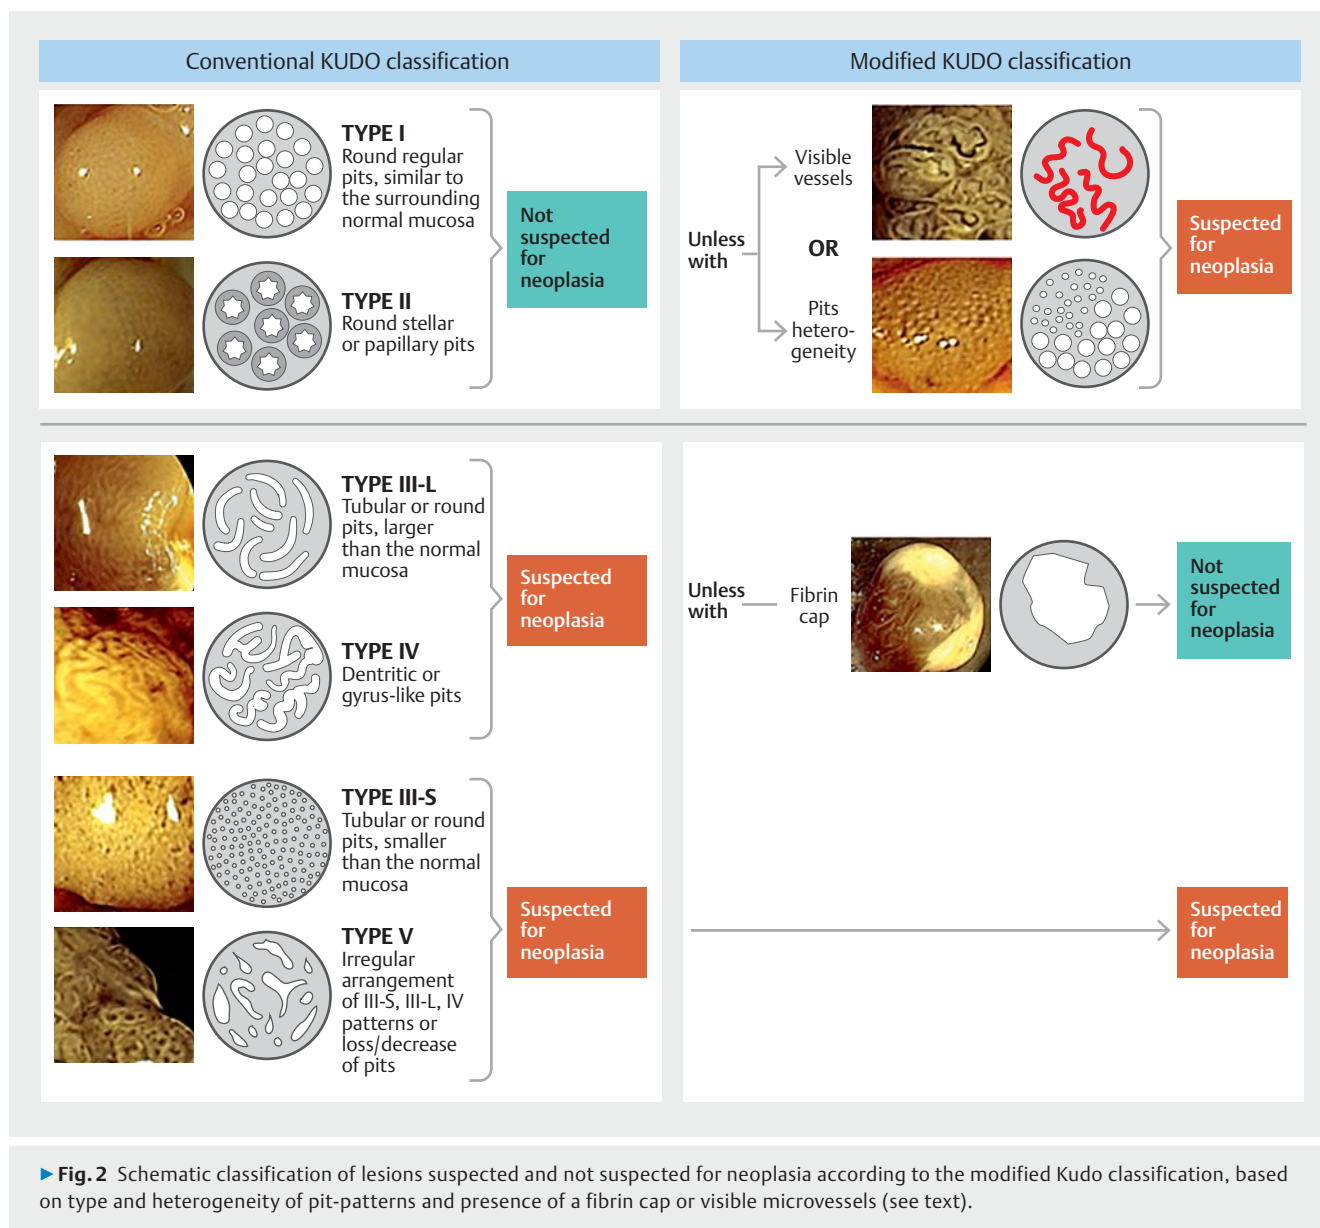 Conventional KUDO classification
Modified KUDO classification
TYPE I
Round regular
pits, similar to
the surrounding
normal mucosa
TYPE II
Round stellar
or papillary pits
Not
suspected
for
neoplasia
Unless
with
Visible
vessels
OR
Pits
hetero-
geneity
Suspected
for
neoplasia
TYPE III-L
Tubular or round
pits, larger
than the normal
mucosa
TYPE IV
Dentritic or
gyrus-like pits
Suspected
for
neoplasia
Unless
with
Fibrin
cap
Not
suspected
for
neoplasia
TYPE III-S
Tubular or round
pits, smaller
than the normal
mucosa
TYPE V
Irregular
arrangement
of III-S, III-L, IV
patterns or
loss/decrease
of pits
Suspected
for
neoplasia
Suspected
for
neoplasia
▶ Fig. 2 Schematic classification of lesions suspected and not suspected for neoplasia according to the modified Kudo classification, based
on type and heterogeneity of pit-patterns and presence of a fibrin cap or visible microvessels (see text).